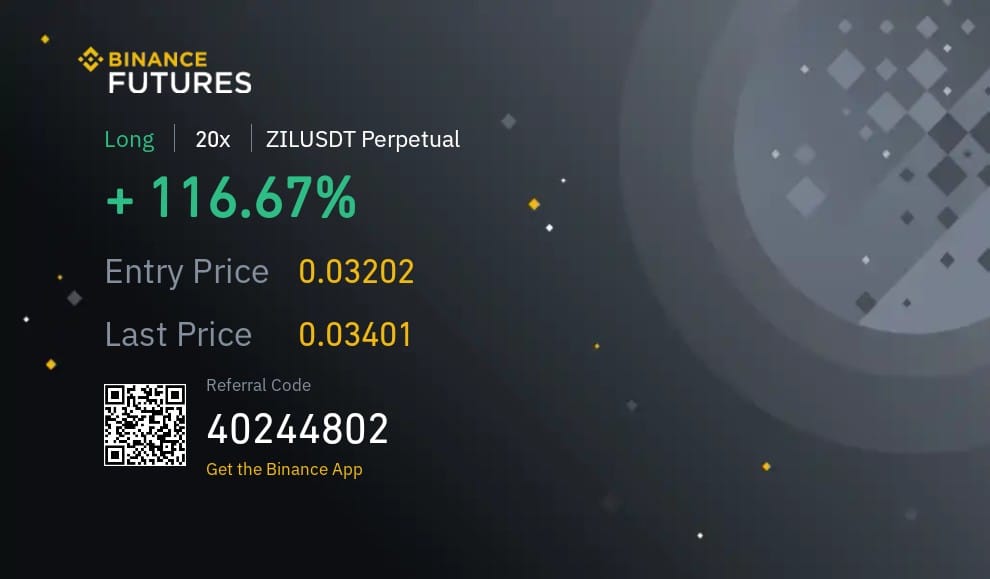 BINANCE
FUTURES
Long 20x ZILUSDT Perpetual
+ 116.67%
Entry Price 0.03202
Last Price 0.03401
Referral Code
40244802
Get the Binance App